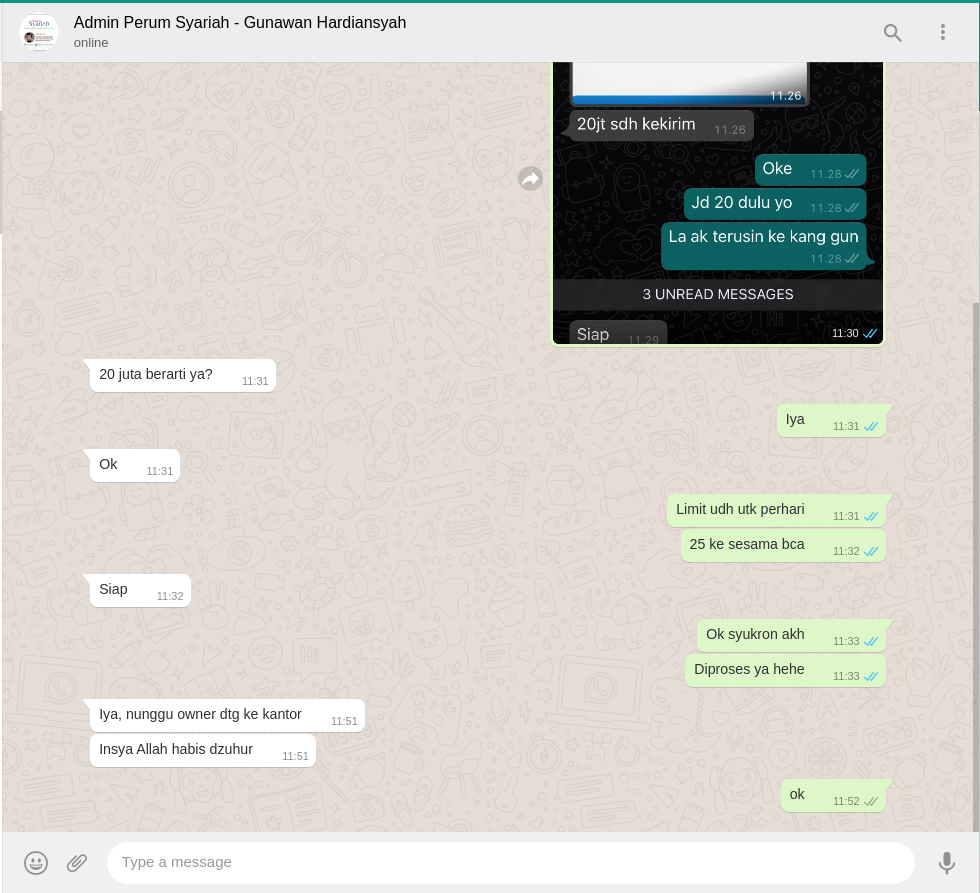 Admin Perum Syariah - Gunawan Hardiansyah
online
11.26
20jt sdh kekirim 11.26
Oke 11.28
Jd 20 dulu yo 11.28
La ak terusin ke kang gun
11.28
3 UNREAD MESSAGES
Siap 11.29
11:30
20 juta berarti ya? 11:31
Iya 11:31
Ok 11:31
Limit udh utk perhari 11:31
25 ke sesama bca 11:32
Siap 11:32
Ok syukron akh 11:33
Diproses ya hehe 11:33
Iya, nunggu owner dtg ke kantor 11:51
Insya Allah habis dzuhur 11:51
ok 11:52
Type a message